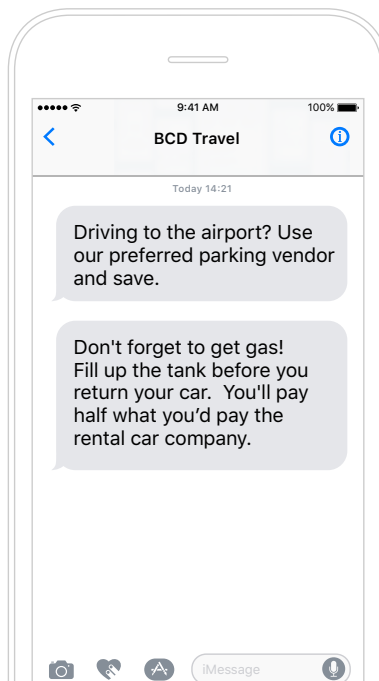 9:41 AM
100%
BCD Travel
Today 14:21
Driving to the airport? Use
our preferred parking vendor
and save.
Don't forget to get gas!
Fill up the tank before you
return your car.  You'll pay
half what you’d pay the
rental car company.
iMessage